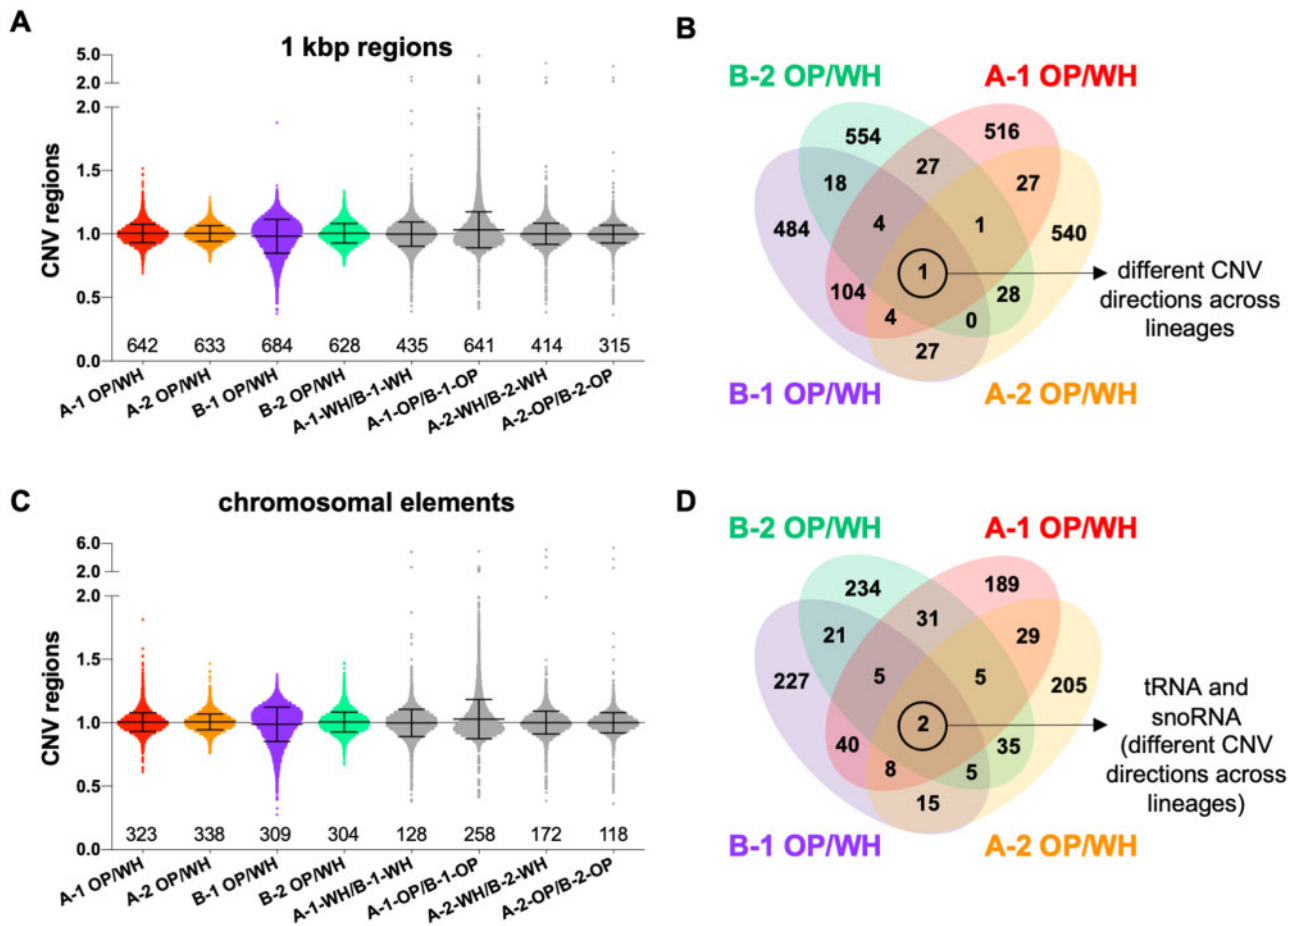 A
1 kbp regions
CNV regions
5.0
2.0
2.0
1.5
1.0
0.5
0.0
642 633 684 628 435 641 414 315
A-1 OP/WH
A-2 OP/WH
B-1 OP/WH
B-2 OP/WH
A-1-WH/B-1-WH
A-1-OP/B-1-OP
A-2-WH/B-2-WH
A-2-OP/B-2-OP
B
B-2 OP/WH A-1 OP/WH
554 516
27
18 27
484 4 1 540
1
104 28
4 0
27
different CNV
directions across
lineages
B-1 OP/WH A-2 OP/WH
C
chromosomal elements
CNV regions
6.0
2.0
2.0
1.5
1.0
0.5
0.0
323 338 309 304 128 258 172 118
A-1 OP/WH
A-2 OP/WH
B-1 OP/WH
B-2 OP/WH
A-1-WH/B-1-WH
A-1-OP/B-1-OP
A-2-WH/B-2-WH
A-2-OP/B-2-OP
D
B-2 OP/WH A-1 OP/WH
234 189
31
21 29
227 5 5 205
2
40 35
8 5
15
tRNA and
snoRNA
(different CNV
directions across
lineages)
B-1 OP/WH A-2 OP/WH